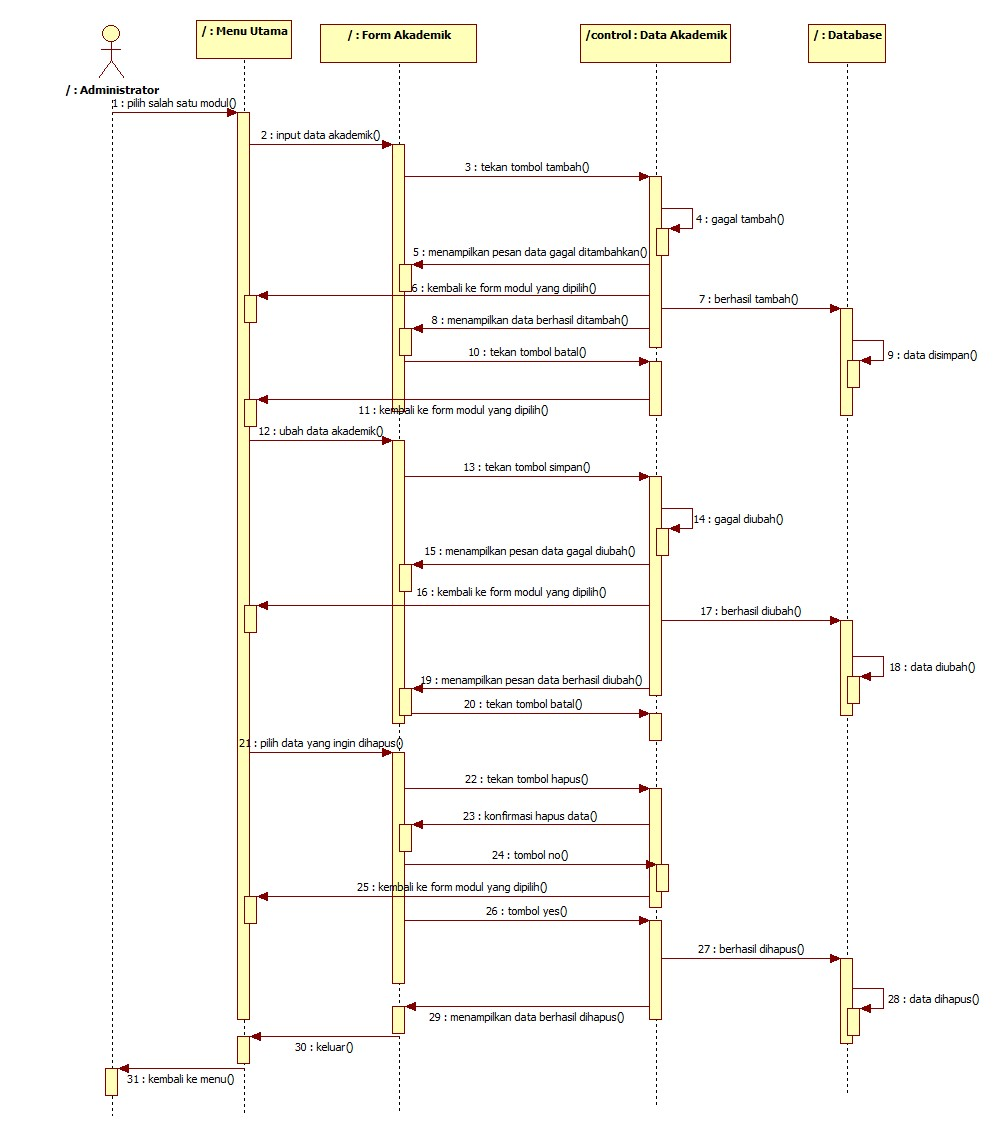 / : Menu Utama
/ : Form Akademik
/control : Data Akademik
/ : Database
/ : Administrator
1 : pilih salah satu modul()
2 : input data akademik()
3 : tekan tombol tambah()
4 : gagal tambah()
5 : menampilkan pesan data gagal ditambahkan()
6 : kembali ke form modul yang dipilih()
7 : berhasil tambah()
8 : menampilkan data berhasil ditambah()
10 : tekan tombol batal()
9 : data disimpan()
11 : kembali ke form modul yang dipilih()
12 : ubah data akademik()
13 : tekan tombol simpan()
14 : gagal diubah()
15 : menampilkan pesan data gagal diubah()
16 : kembali ke form modul yang dipilih()
17 : berhasil diubah()
18 : data diubah()
19 : menampilkan pesan data berhasil diubah()
20 : tekan tombol batal()
21 : pilih data yang ingin dihapus()
22 : tekan tombol hapus()
23 : konfirmasi hapus data()
24 : tombol no()
25 : kembali ke form modul yang dipilih()
26 : tombol yes()
27 : berhasil dihapus()
28 : data dihapus()
29 : menampilkan data berhasil dihapus()
30 : keluar()
31 : kembali ke menu()